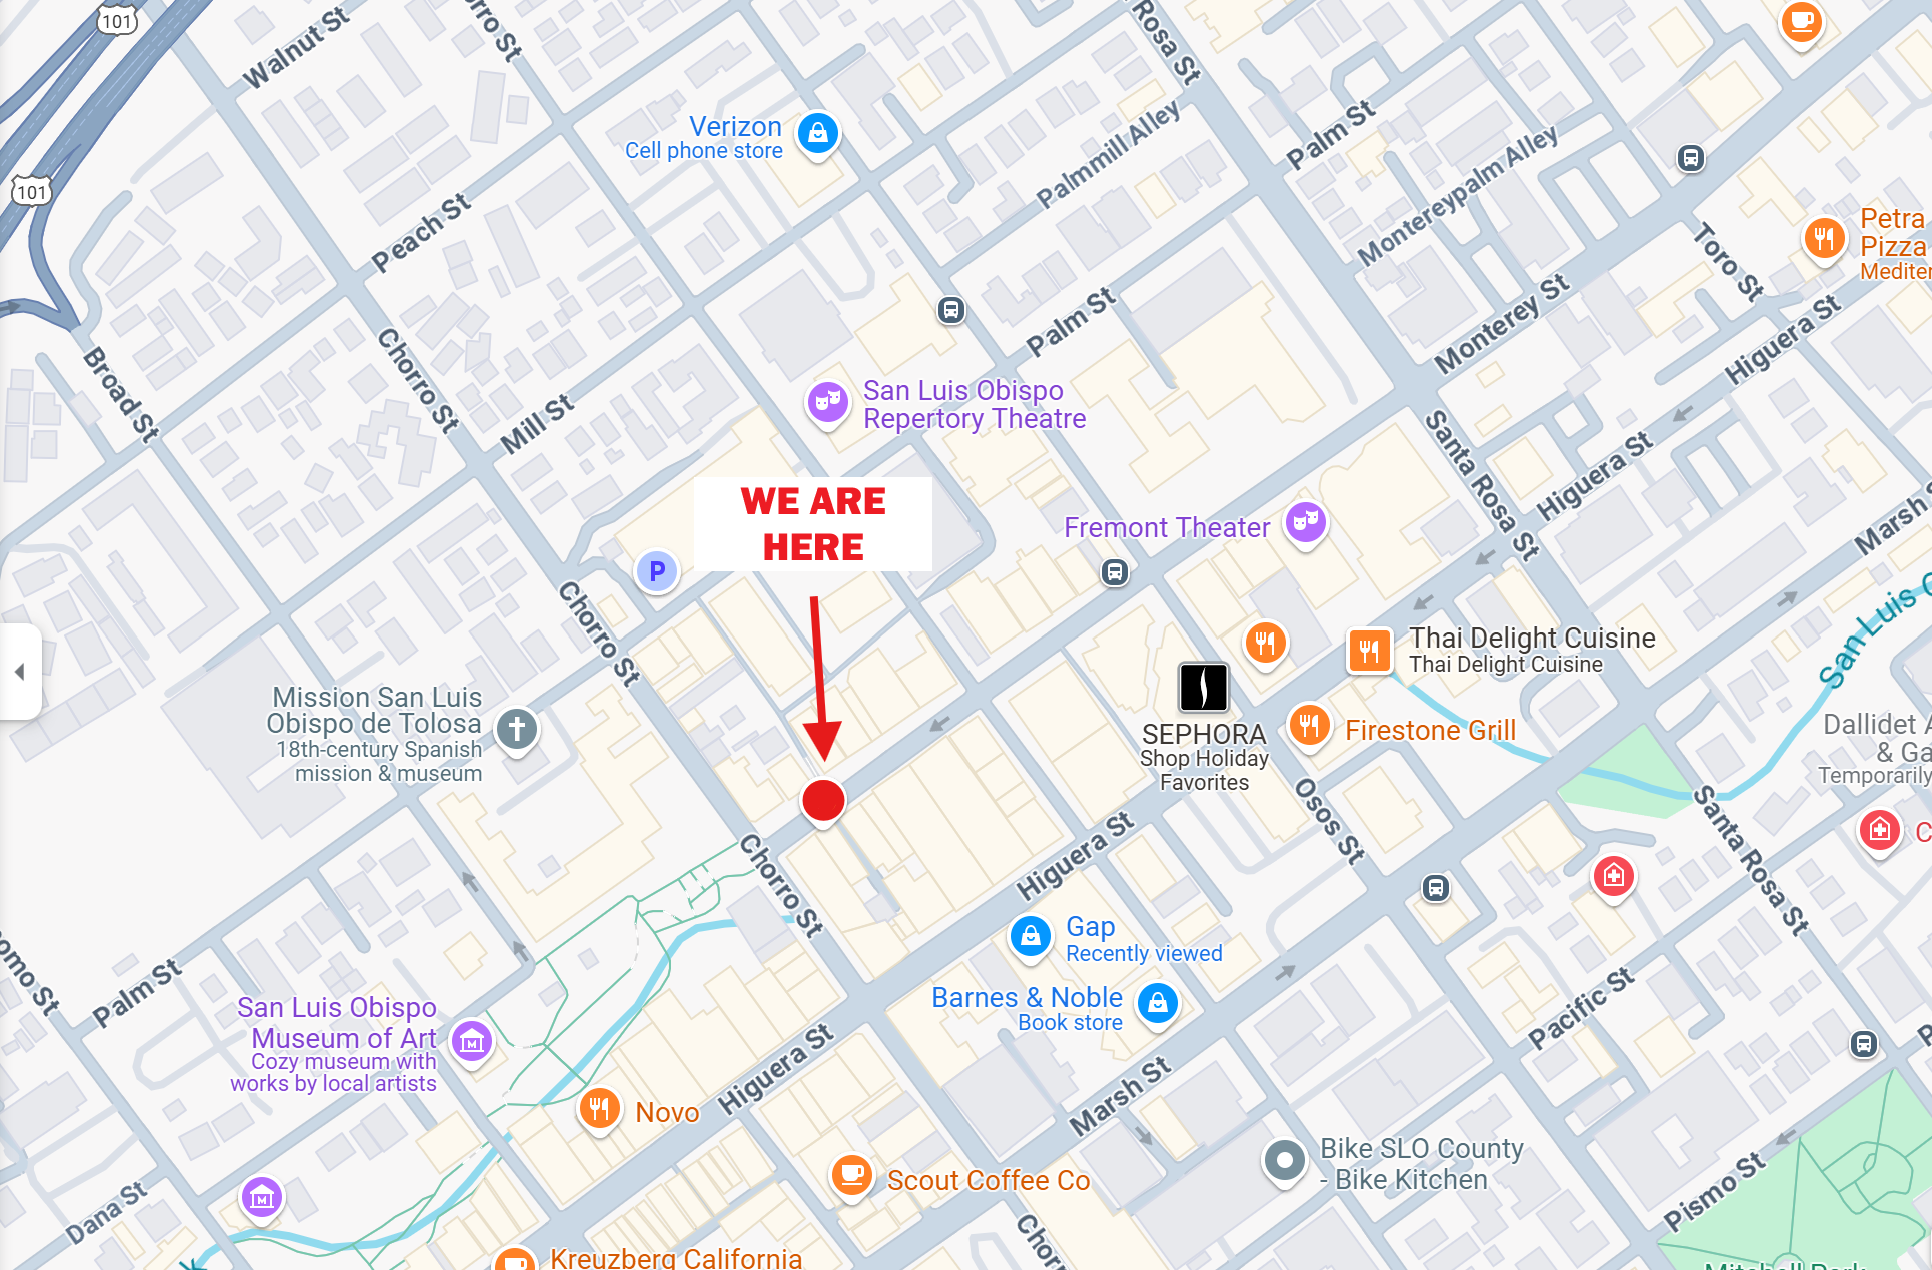 101
Walnut St
orro St
Rosa St
Verizon
Cell phone store
Palmmill Alley
Palm St
Montereypalm Alley
101
Peach St
Petra
Pizza
Mediter
Toro St
Palm St
Monterey St
Higuera St
Broad St
Chorro St
San Luis Obispo
Repertory Theatre
Mill St
Santa Rosa St
Higuera St
WE ARE
HERE
Marsh S
Fremont Theater
P
Chorro St
San Luis C
Thai Delight Cuisine
Thai Delight Cuisine
Mission San Luis
Obispo de Tolosa
18th-century Spanish
mission & museum
SEPHORA
Shop Holiday
Favorites
Firestone Grill
Dallidet A
& Ga
Temporarily
C
Osos St
Santa Rosa St
Higuera St
Chorro St
Gap
Recently viewed
Barnes & Noble
Book store
omo St
Palm St
Pacific St
San Luis Obispo
Museum of Art
Cozy museum with
works by local artists
Higuera St
Marsh St
P
Novo
Bike SLO County
- Bike Kitchen
Scout Coffee Co
Pismo St
Dana St
Chorr
Kreuzberg California
Mitchell Park